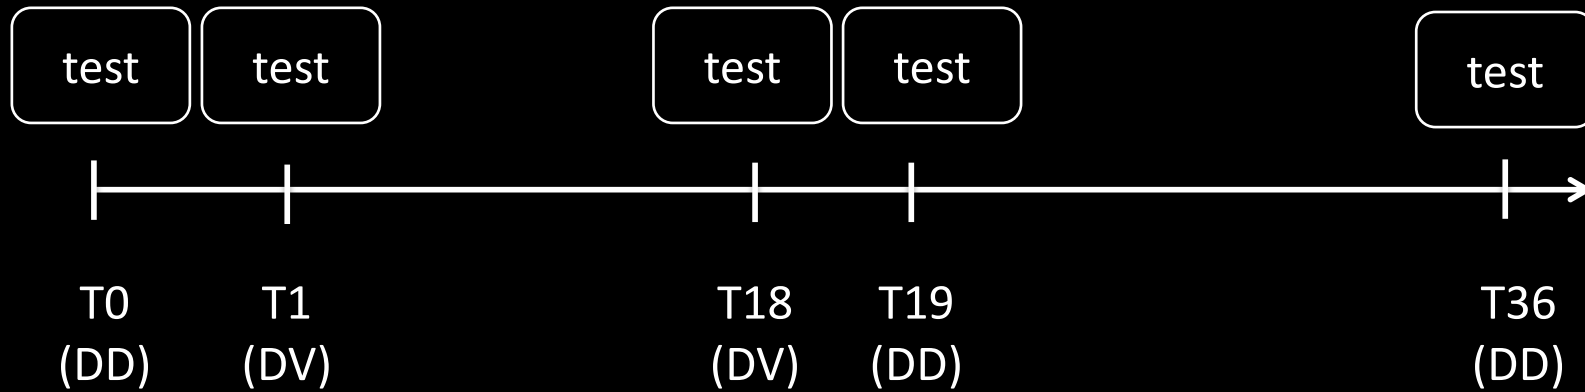 test test test test test
T0 T1 T18 T19 T36
(DD) (DV) (DV) (DD) (DD)